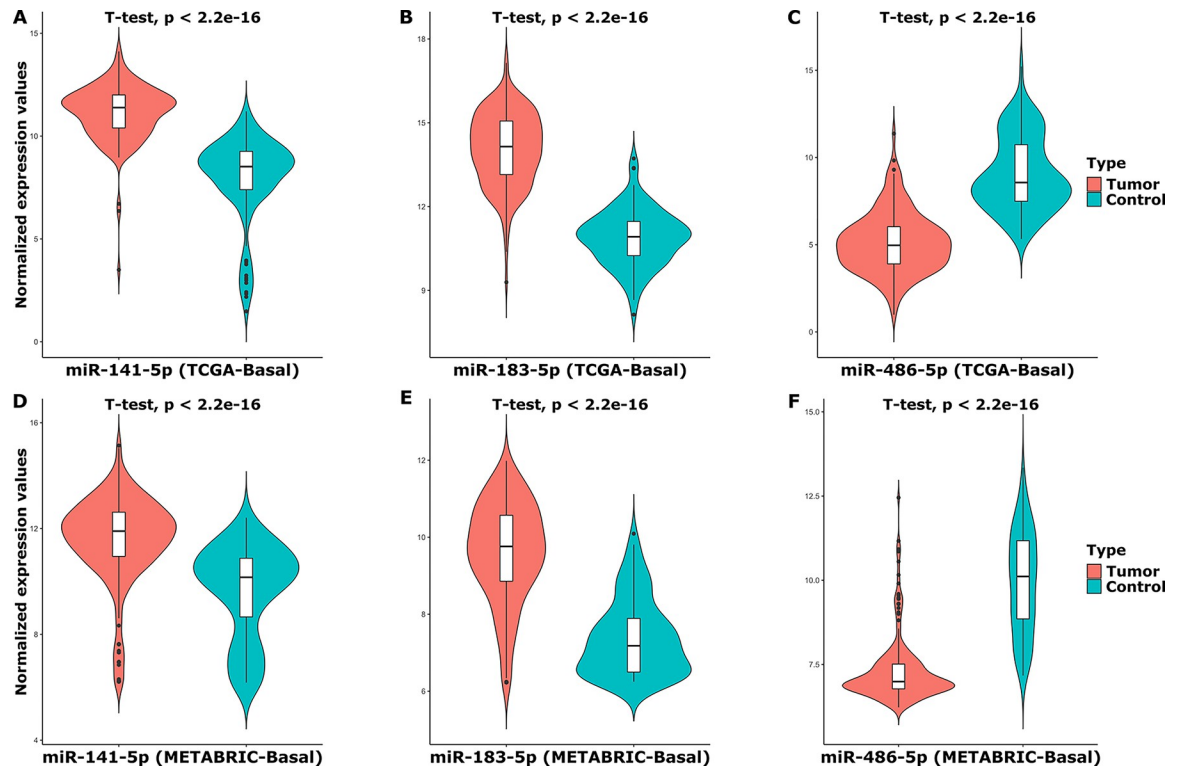 A
T-test, p < 2.2e-16
B
T-test, p < 2.2e-16
C
T-test, p < 2.2e-16
Normalized expression values
15
10
5
0
18
15
12
9
15
10
5
0
Type
Tumor
Control
miR-141-5p (TCGA-Basal)
miR-183-5p (TCGA-Basal)
miR-486-5p (TCGA-Basal)
D
T-test, p < 2.2e-16
E
T-test, p < 2.2e-16
F
T-test, p < 2.2e-16
Normalized expression values
16
12
8
4
12
10
8
6
15.0
12.5
10.0
7.5
Type
Tumor
Control
miR-141-5p (METABRIC-Basal)
miR-183-5p (METABRIC-Basal)
miR-486-5p (METABRIC-Basal)